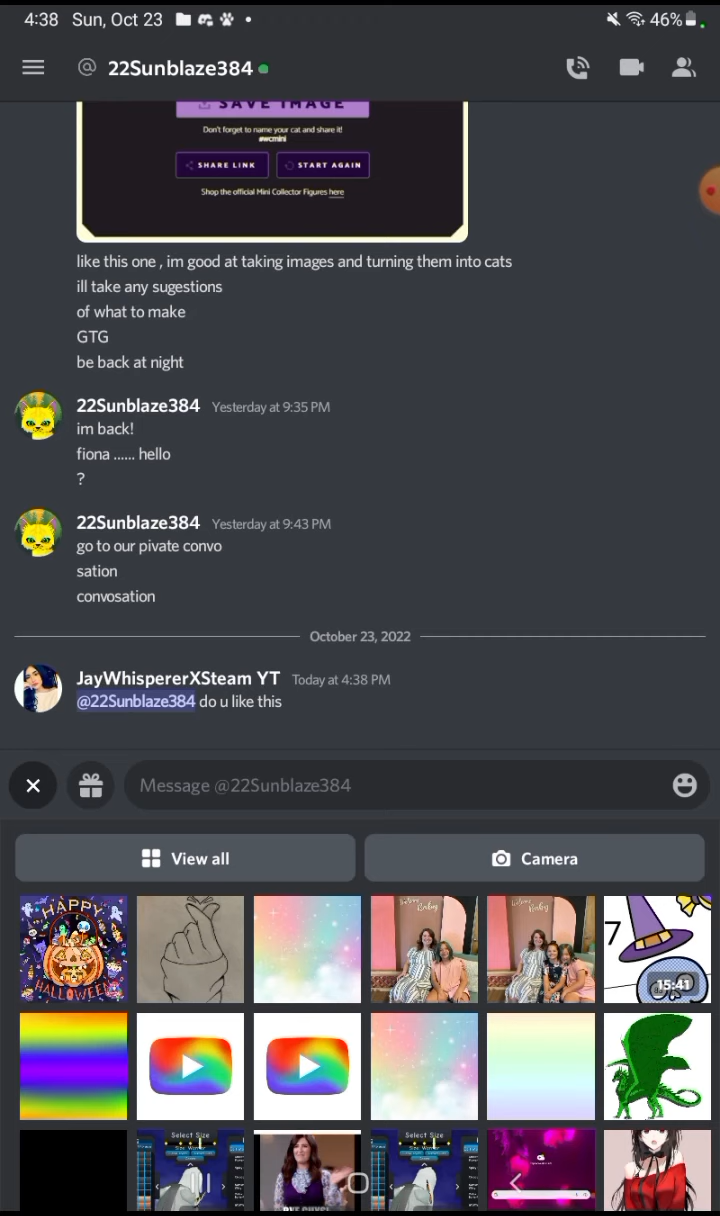 4:38 Sun, Oct 23 46%
@ 22Sunblaze384
SAVE IMAGE
Don't forget to name your cat and share it!
#wcmini
SHARE LINK START AGAIN
Shop the official Mini Collector Figures here
like this one , im good at taking images and turning them into cats
ill take any sugestions
of what to make
GTG
be back at night
22Sunblaze384 Yesterday at 9:35 PM
im back!
fiona ...... hello
?
22Sunblaze384 Yesterday at 9:43 PM
go to our pivate convo
sation
convosation
October 23, 2022
JayWhispererXSteam YT Today at 4:38 PM
@22Sunblaze384 do u like this
Message @22Sunblaze384
View all Camera
HAPPY
HALLOWEEN
7
15:41
Select Size
Select Size
BYE GUYS!